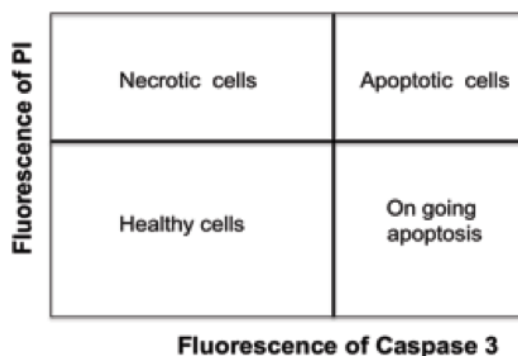 Fluorescence of PI
Necrotic cells
Apoptotic cells
Healthy cells
On going
apoptosis
Fluorescence of Caspase 3